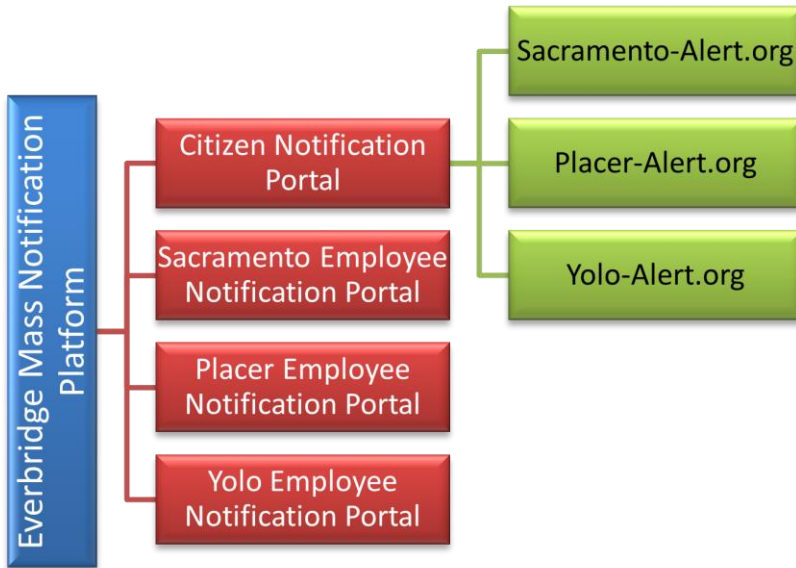 Everbridge Mass Notification
Platform
Citizen Notification
Portal
Sacramento Employee
Notification Portal
Placer Employee
Notification Portal
Yolo Employee
Notification Portal
Sacramento-Alert.org
Placer-Alert.org
Yolo-Alert.org